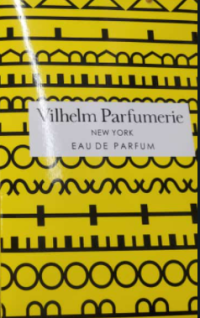 Vilhelm Parfumerie
NEW YORK
EAU DE PARFUM